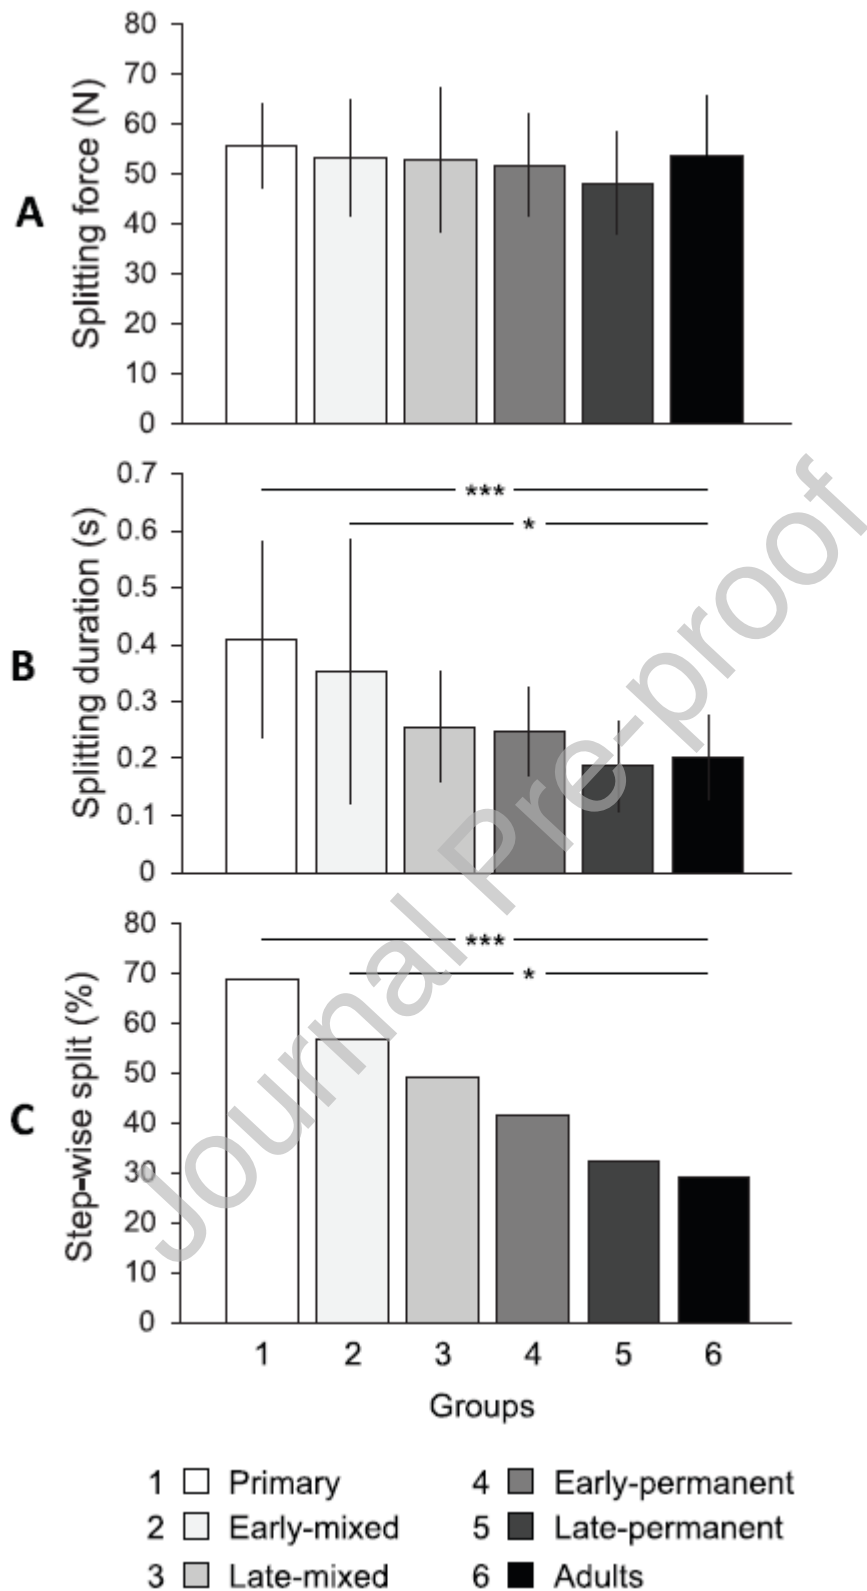 A
Splitting force (N)
80
70
60
50
40
30
20
10
0
B
Splitting duration (s)
0.7
0.6
0.5
0.4
0.3
0.2
0.1
0
***
*
C
Step-wise split (%)
80
70
60
50
40
30
20
10
0
***
*
1 2 3 4 5 6
Groups
1 Primary
2 Early-mixed
3 Late-mixed
4 Early-permanent
5 Late-permanent
6 Adults
Journal Pre-proof